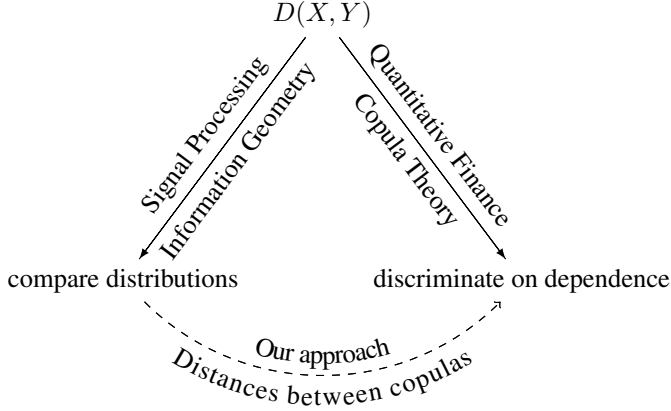 D(X, Y)
Signal Processing
Information Geometry
Quantitative Finance
Copula Theory
compare distributions
discriminate on dependence
Our approach
Distances between copulas